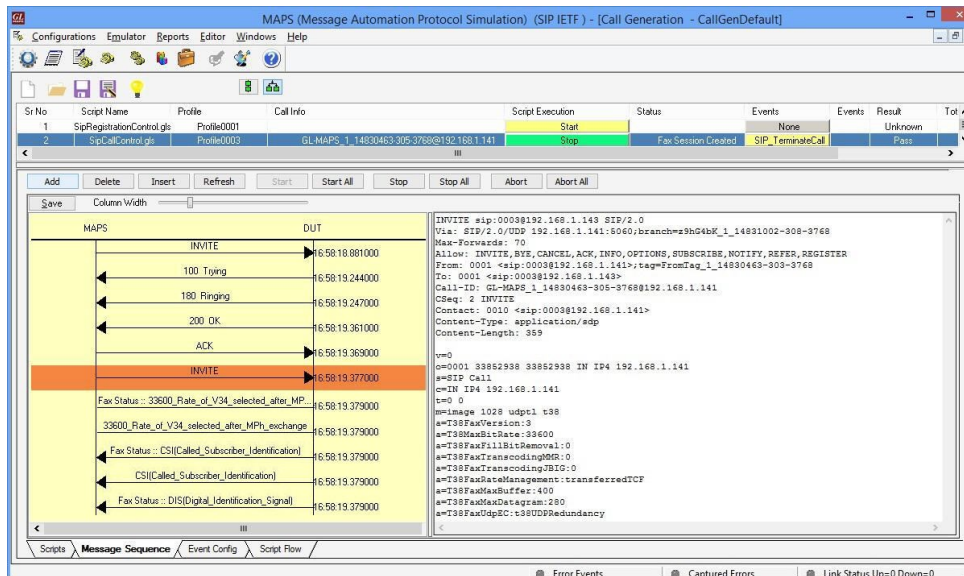 GL
MAPS (Message Automation Protocol Simulation) (SIP IETF ) - [Call Generation - CallGenDefault]
Configurations Emulator Reports Editor Windows Help
Sr No Script Name Profile Call Info Script Execution Status Events Events Result Tot
1 SipRegistrationControl.gls Profile0001 Start None Unknown
2 SipCallControl.gls Profile0003 GL-MAPS_1_14830463-305-3768@192.168.1.141 Stop Fax Session Created SIP_TerminateCall Pass
Add Delete Insert Refresh Start Start All Stop Stop All Abort Abort All
Save Column Width
MAPS DUT
INVITE 16:58:18.881000
100 Trying 16:58:19.244000
180 Ringing 16:58:19.247000
200 OK 16:58:19.361000
ACK 16:58:19.369000
INVITE 16:58:19.377000
Fax Status :: 33600_Rate_of_V34_selected_after_MP... 16:58:19.379000
33600_Rate_of_V34_selected_after_MPh_exchange 16:58:19.379000
Fax Status :: CSI(Called_Subscriber_Identification) 16:58:19.379000
CSI(Called_Subscriber_Identification) 16:58:19.379000
Fax Status :: DIS(Digital_Identification_Signal) 16:58:19.379000
INVITE sip:0003@192.168.1.143 SIP/2.0
Via: SIP/2.0/UDP 192.168.1.141:5060;branch=z9hG4bK_1_14831002-308-3768
Max-Forwards: 70
Allow: INVITE,BYE,CANCEL,ACK,INFO,OPTIONS,SUBSCRIBE,NOTIFY,REFER,REGISTER
From: 0001 <sip:0003@192.168.1.141>;tag=FromTag_1_14830463-303-3768
To: 0001 <sip:0003@192.168.1.143>
Call-ID: GL-MAPS_1_14830463-305-3768@192.168.1.141
CSeq: 2 INVITE
Contact: 0010 <sip:0003@192.168.1.141>
Content-Type: application/sdp
Content-Length: 359
v=0
o=0001 33852938 33852938 IN IP4 192.168.1.141
s=SIP Call
c=IN IP4 192.168.1.141
t=0 0
m=image 1028 udptl t38
a=T38FaxVersion:3
a=T38MaxBitRate:33600
a=T38FaxFillBitRemoval:0
a=T38FaxTranscodingMMR:0
a=T38FaxTranscodingJBIG:0
a=T38FaxRateManagement:transferredTCF
a=T38FaxMaxBuffer:400
a=T38FaxMaxDatagram:280
a=T38FaxUdpEC:t38UDPRedundancy
Scripts Message Sequence Event Config Script Flow
Error Events Captured Errors Link Status Up=0 Down=0